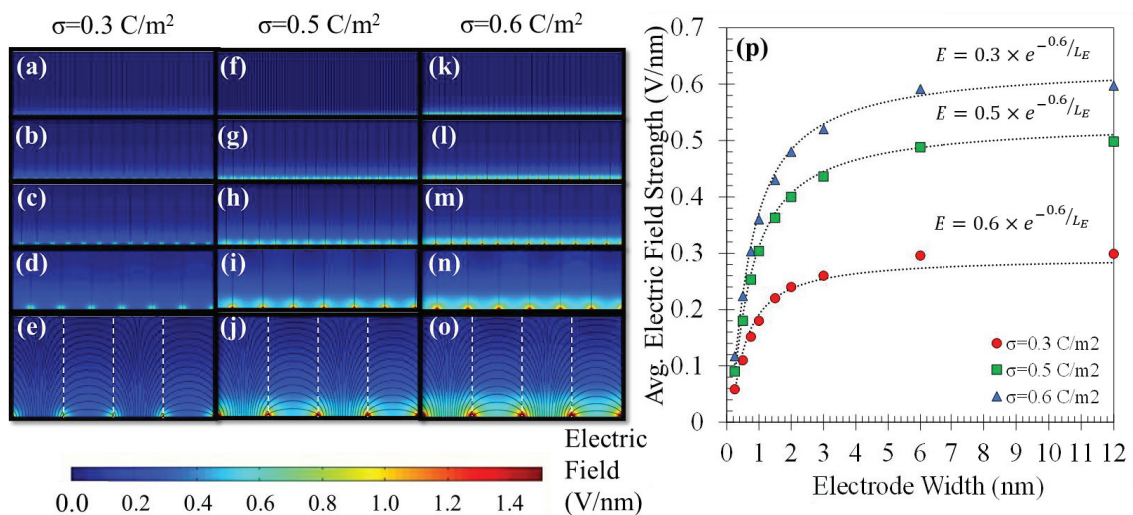 σ=0.3 C/m² σ=0.5 C/m² σ=0.6 C/m²
(a) (f) (k)
(b) (g) (l)
(c) (h) (m)
(d) (i) (n)
(e) (j) (o)
Electric
Field
(V/nm)
0.0 0.2 0.4 0.6 0.8 1.0 1.2 1.4
(p)
Avg. Electric Field Strength (V/nm)
0.7
0.6
0.5
0.4
0.3
0.2
0.1
0
E = 0.3 × e^{−0.6/L_E}
E = 0.5 × e^{−0.6/L_E}
E = 0.6 × e^{−0.6/L_E}
σ=0.3 C/m2
σ=0.5 C/m2
σ=0.6 C/m2
0 1 2 3 4 5 6 7 8 9 10 11 12
Electrode Width (nm)